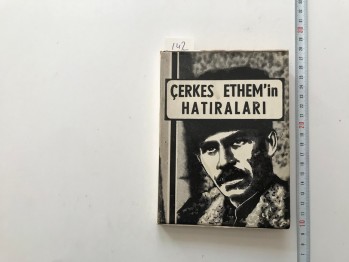 142
ÇERKES ETHEM'in
HATIRALARI